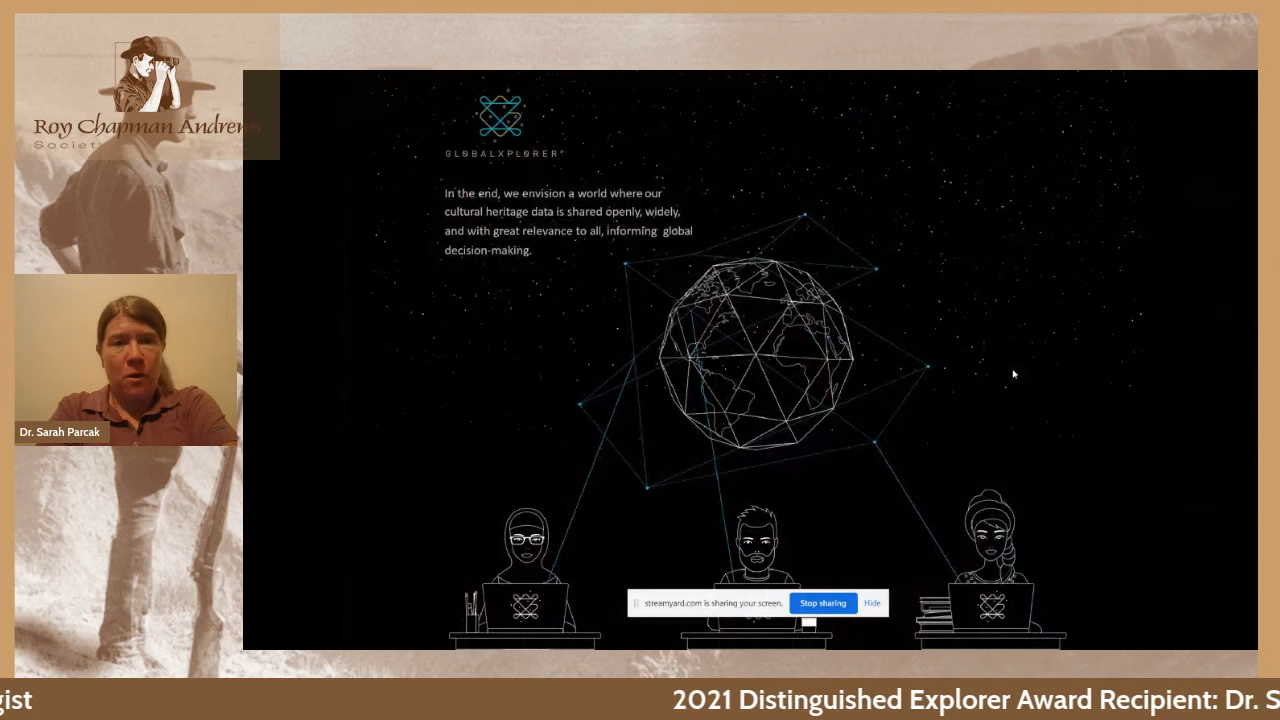 Roy Chapman Andrews
Society
GLOBALXPLORER°
In the end, we envision a world where our
cultural heritage data is shared openly, widely,
and with great relevance to all, informing global
decision-making.
Dr. Sarah Parcak
streamyard.com is sharing your screen.
Stop sharing
Hide
gist
2021 Distinguished Explorer Award Recipient: Dr. S